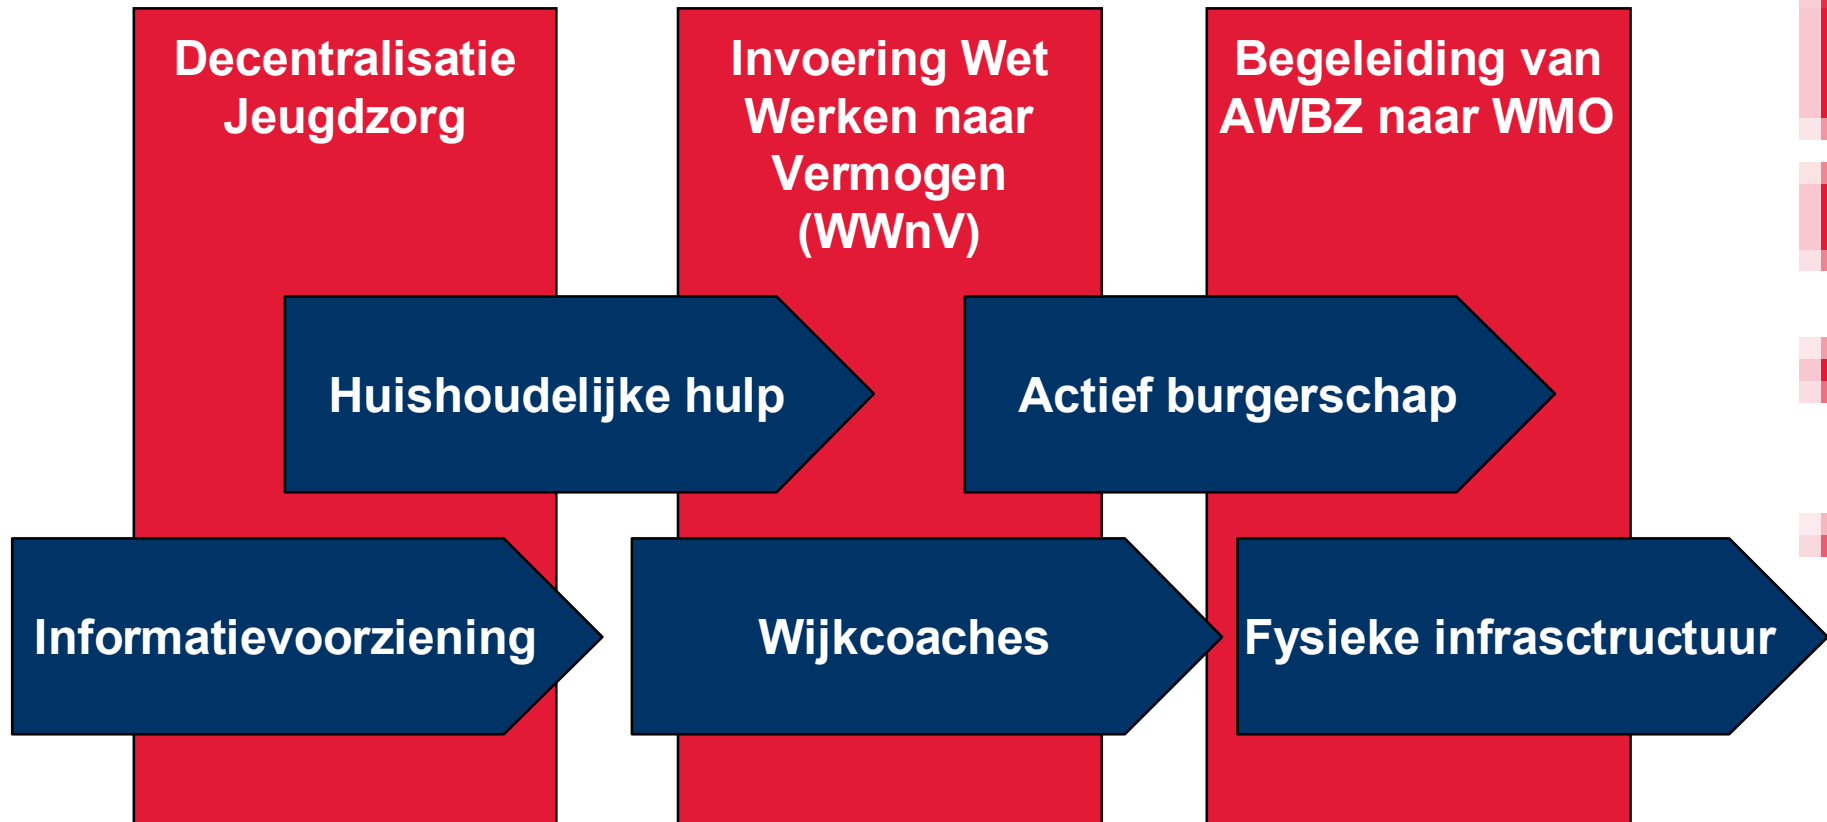 Decentralisatie
Jeugdzorg
Invoering Wet
Werken naar
Vermogen
(WWnV)
Begeleiding van
AWBZ naar WMO
Huishoudelijke hulp
Actief burgerschap
Informatievoorziening
Wijkcoaches
Fysieke infrasctructuur